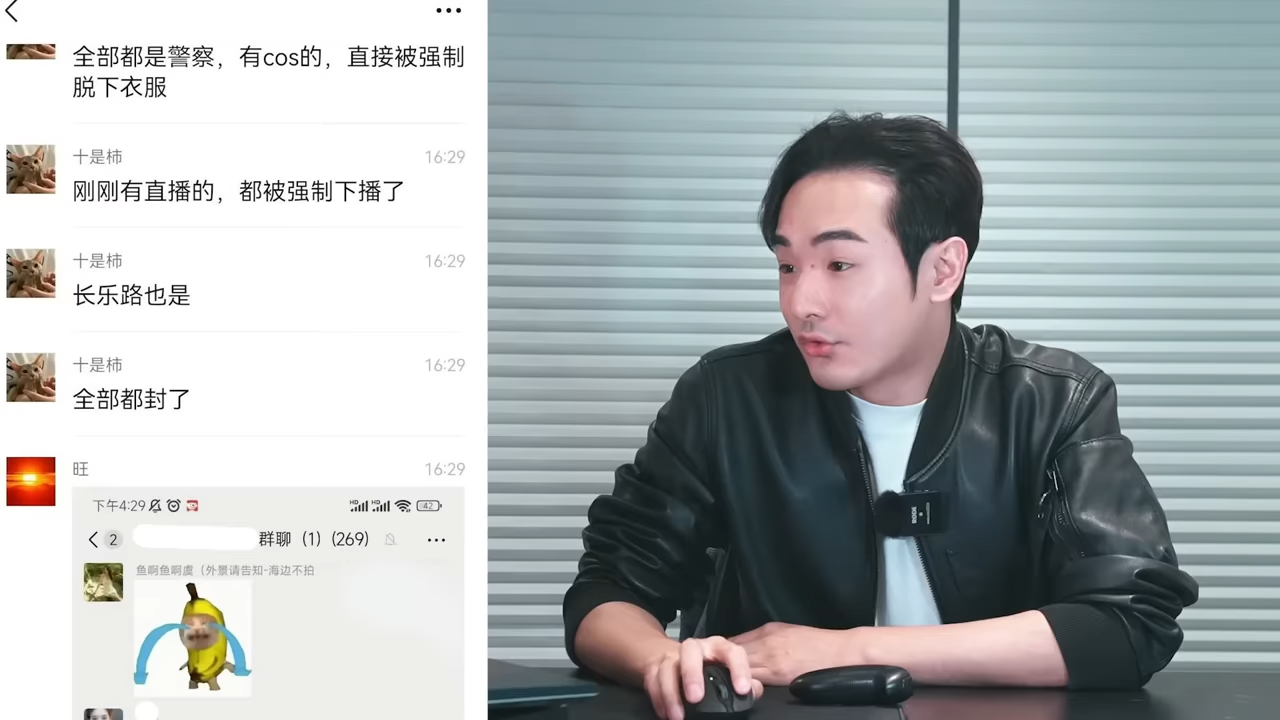 全部都是警察，有cos的，直接被强制
脱下衣服
十是柿 16:29
刚刚有直播的，都被强制下播了
十是柿 16:29
长乐路也是
十是柿 16:29
全部都封了
旺 16:29
下午4:29 HD HD 42
2 群聊（1）(269)
鱼啊鱼啊虞（外景请告知-海边不拍
RODE